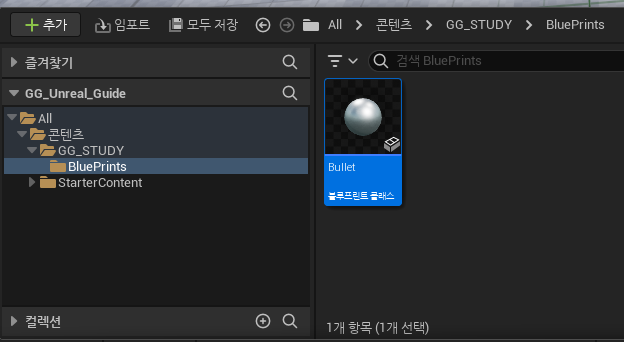 추가 임포트 모두 저장 All 콘텐츠 GG_STUDY BluePrints
즐겨찾기
검색 BluePrints
GG_Unreal_Guide
All
콘텐츠
GG_STUDY
BluePrints
StarterContent
Bullet
블루프린트 클래스
컬렉션
1개 항목 (1개 선택)